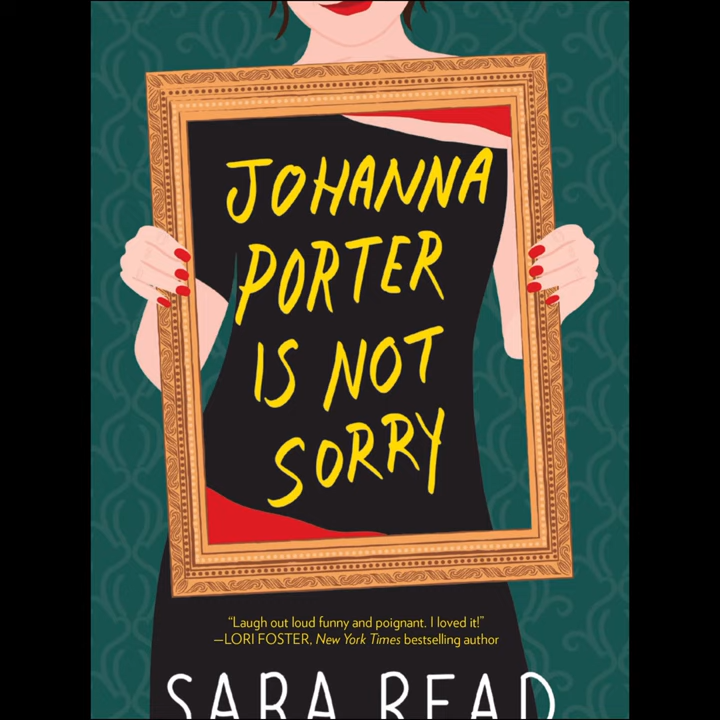 JOHANNA
PORTER
IS NOT
SORRY
“Laugh out loud funny and poignant. I loved it!”
—LORI FOSTER, New York Times bestselling author
SARA READ